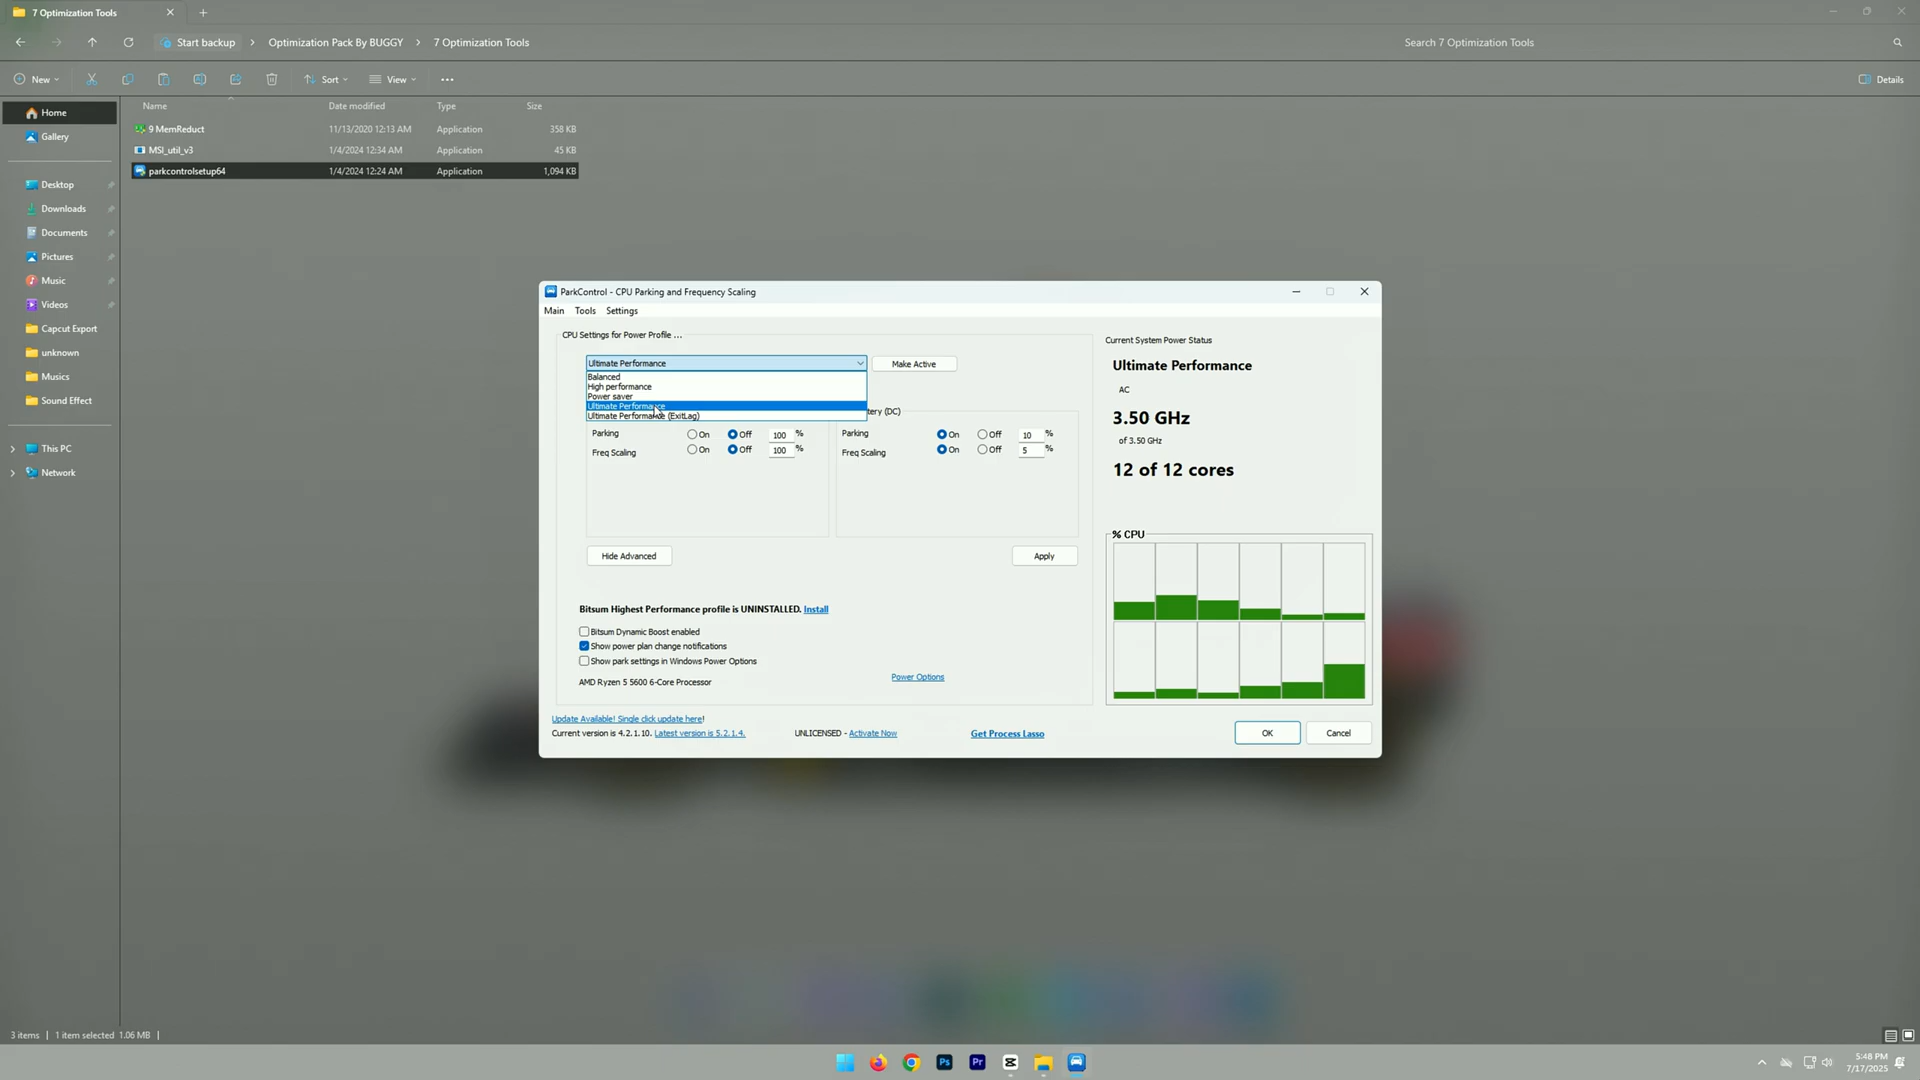 7 Optimization Tools
Start backup > Optimization Pack By BUGGY > 7 Optimization Tools
Search 7 Optimization Tools
New
Sort
View
Details
Home
Gallery
Desktop
Downloads
Documents
Pictures
Music
Videos
Capcut Export
unknown
Musics
Sound Effect
This PC
Network
Name Date modified Type Size
9 MemReduct 11/13/2020 12:13 AM Application 358 KB
MSI_util_v3 1/4/2024 12:34 AM Application 45 KB
parkcontrolsetup64 1/4/2024 12:24 AM Application 1,094 KB
ParkControl - CPU Parking and Frequency Scaling
Main Tools Settings
CPU Settings for Power Profile ...
Ultimate Performance
Make Active
Balanced
High performance
Power saver
Ultimate Performance
Ultimate Performance (ExitLag)
tery (DC)
Parking On Off 100 %
Freq Scaling On Off 100 %
Parking On Off 10 %
Freq Scaling On Off 5 %
Hide Advanced
Apply
Bitsum Highest Performance profile is UNINSTALLED. Install
Bitsum Dynamic Boost enabled
Show power plan change notifications
Show park settings in Windows Power Options
AMD Ryzen 5 5600 6-Core Processor
Power Options
Current System Power Status
Ultimate Performance
AC
3.50 GHz
of 3.50 GHz
12 of 12 cores
% CPU
Update Available! Single click update here!
Current version is 4.2.1.10. Latest version is 5.2.1.4.
UNLICENSED - Activate Now
Get Process Lasso
OK
Cancel
3 items | 1 item selected 1.06 MB |
Ps
Pr
5:48 PM
7/17/2025